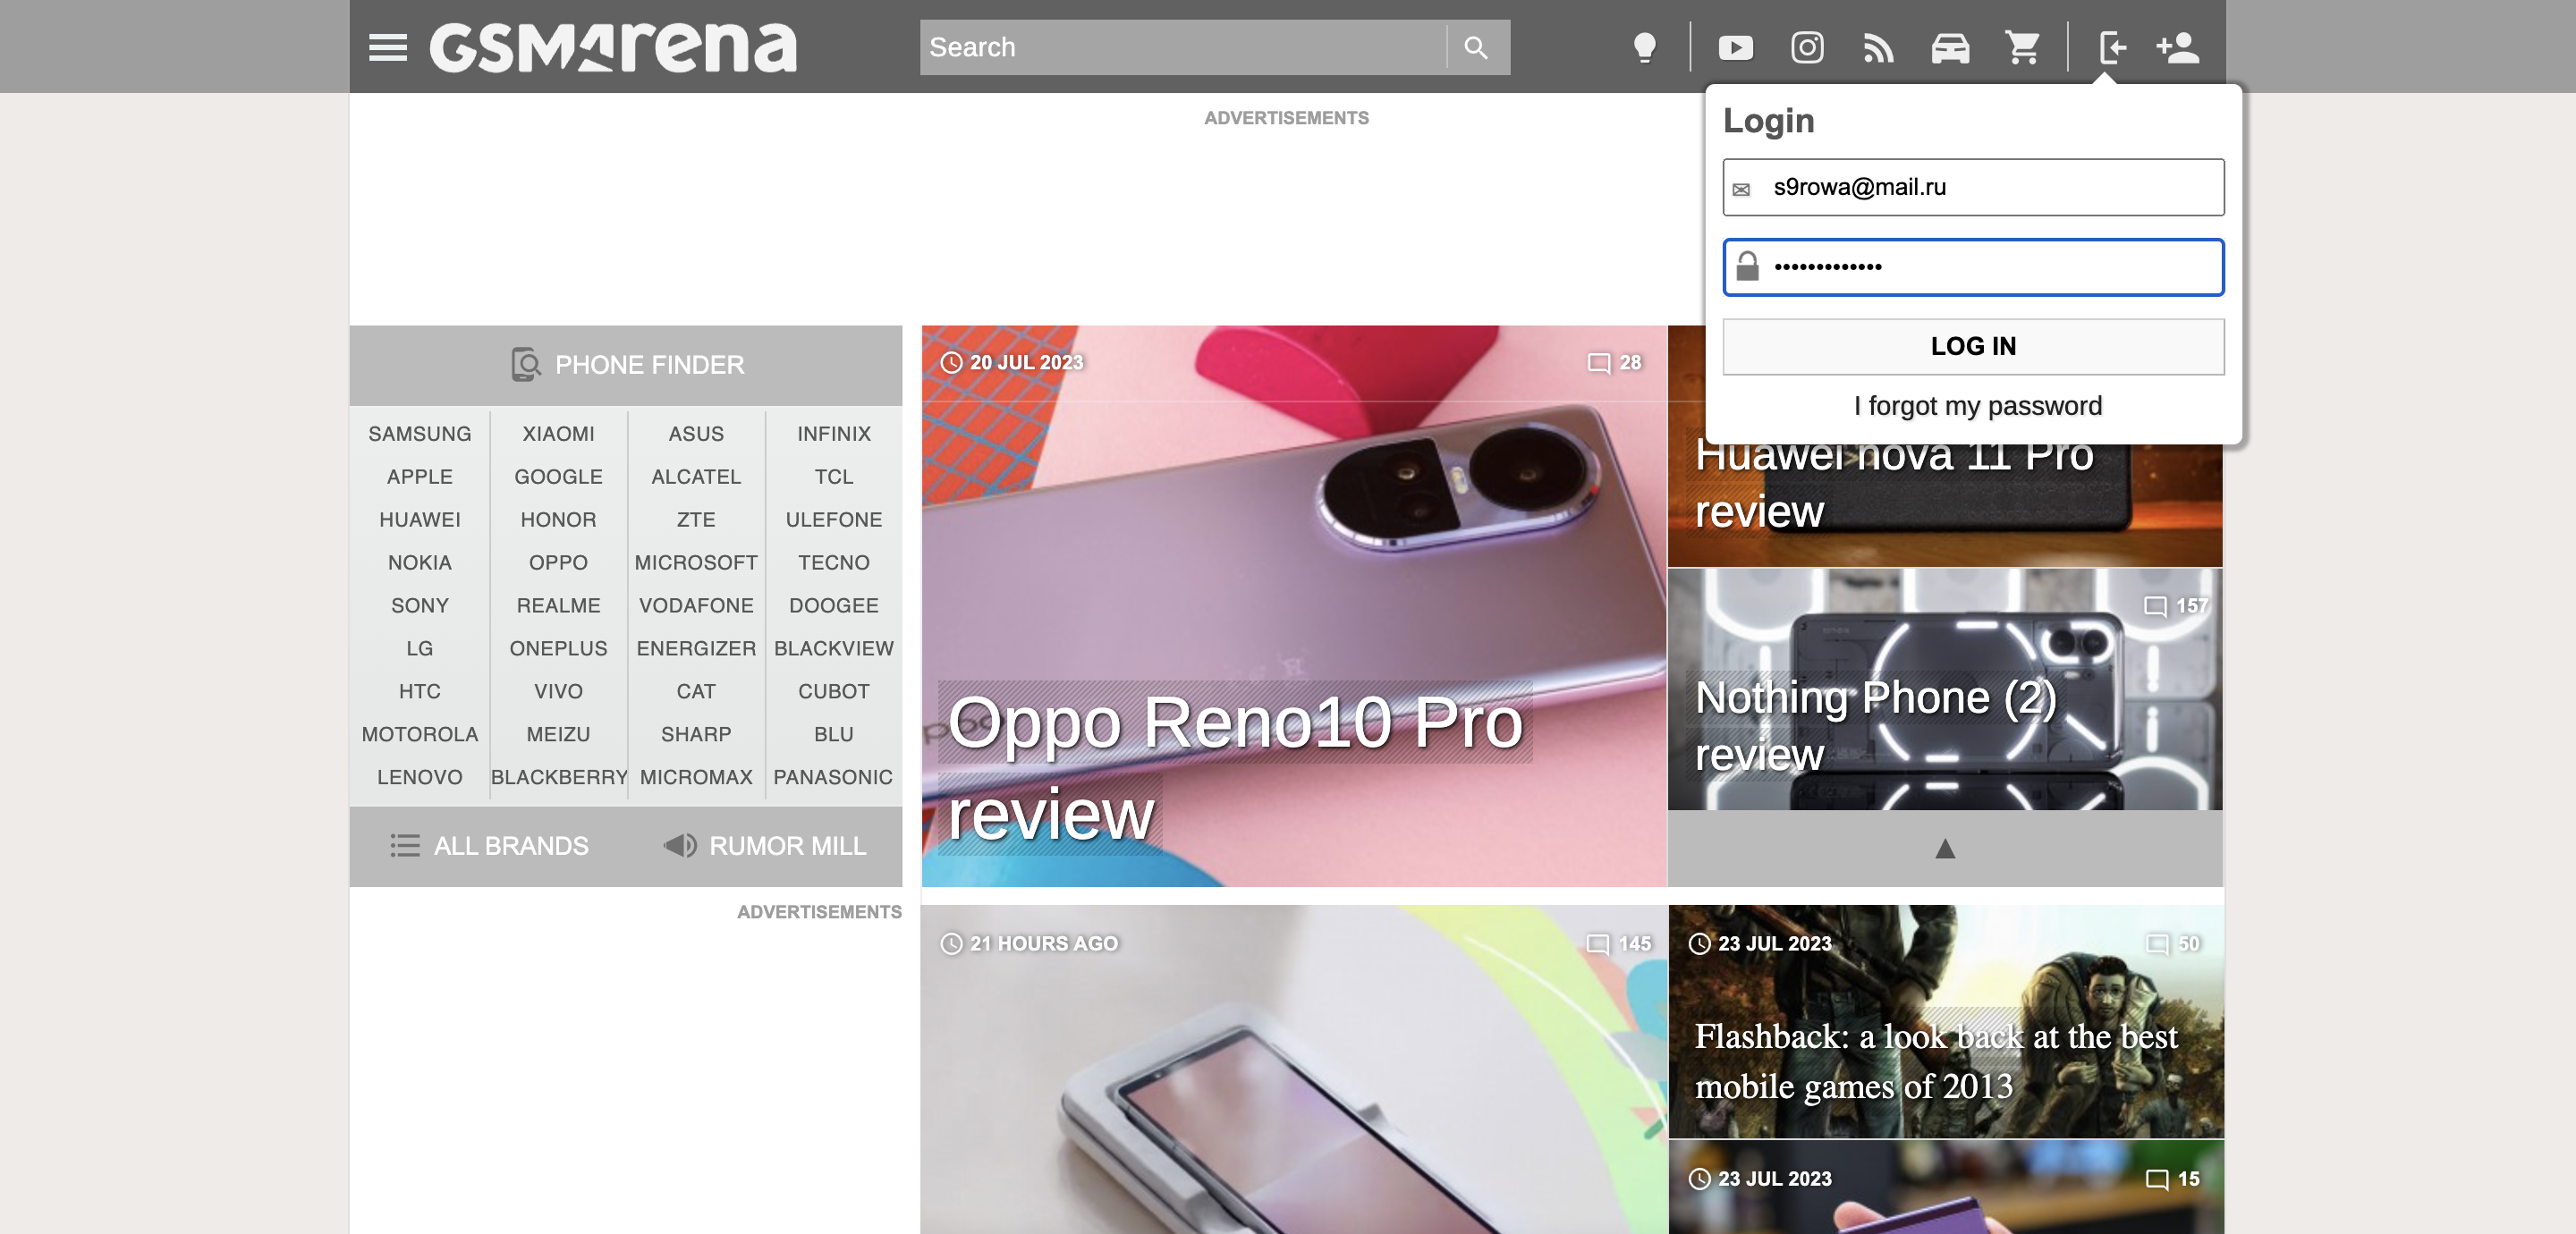 GSMArena
Search
ADVERTISEMENTS
Login
s9rowa@mail.ru
•••••••••••••
LOG IN
I forgot my password
PHONE FINDER
SAMSUNG XIAOMI ASUS INFINIX
APPLE GOOGLE ALCATEL TCL
HUAWEI HONOR ZTE ULEFONE
NOKIA OPPO MICROSOFT TECNO
SONY REALME VODAFONE DOOGEE
LG ONEPLUS ENERGIZER BLACKVIEW
HTC VIVO CAT CUBOT
MOTOROLA MEIZU SHARP BLU
LENOVO BLACKBERRY MICROMAX PANASONIC
ALL BRANDS RUMOR MILL
ADVERTISEMENTS
20 JUL 2023 28
Oppo Reno10 Pro
review
Huawei nova 11 Pro
review
157
Nothing Phone (2)
review
21 HOURS AGO 145
23 JUL 2023 50
Flashback: a look back at the best
mobile games of 2013
23 JUL 2023 15